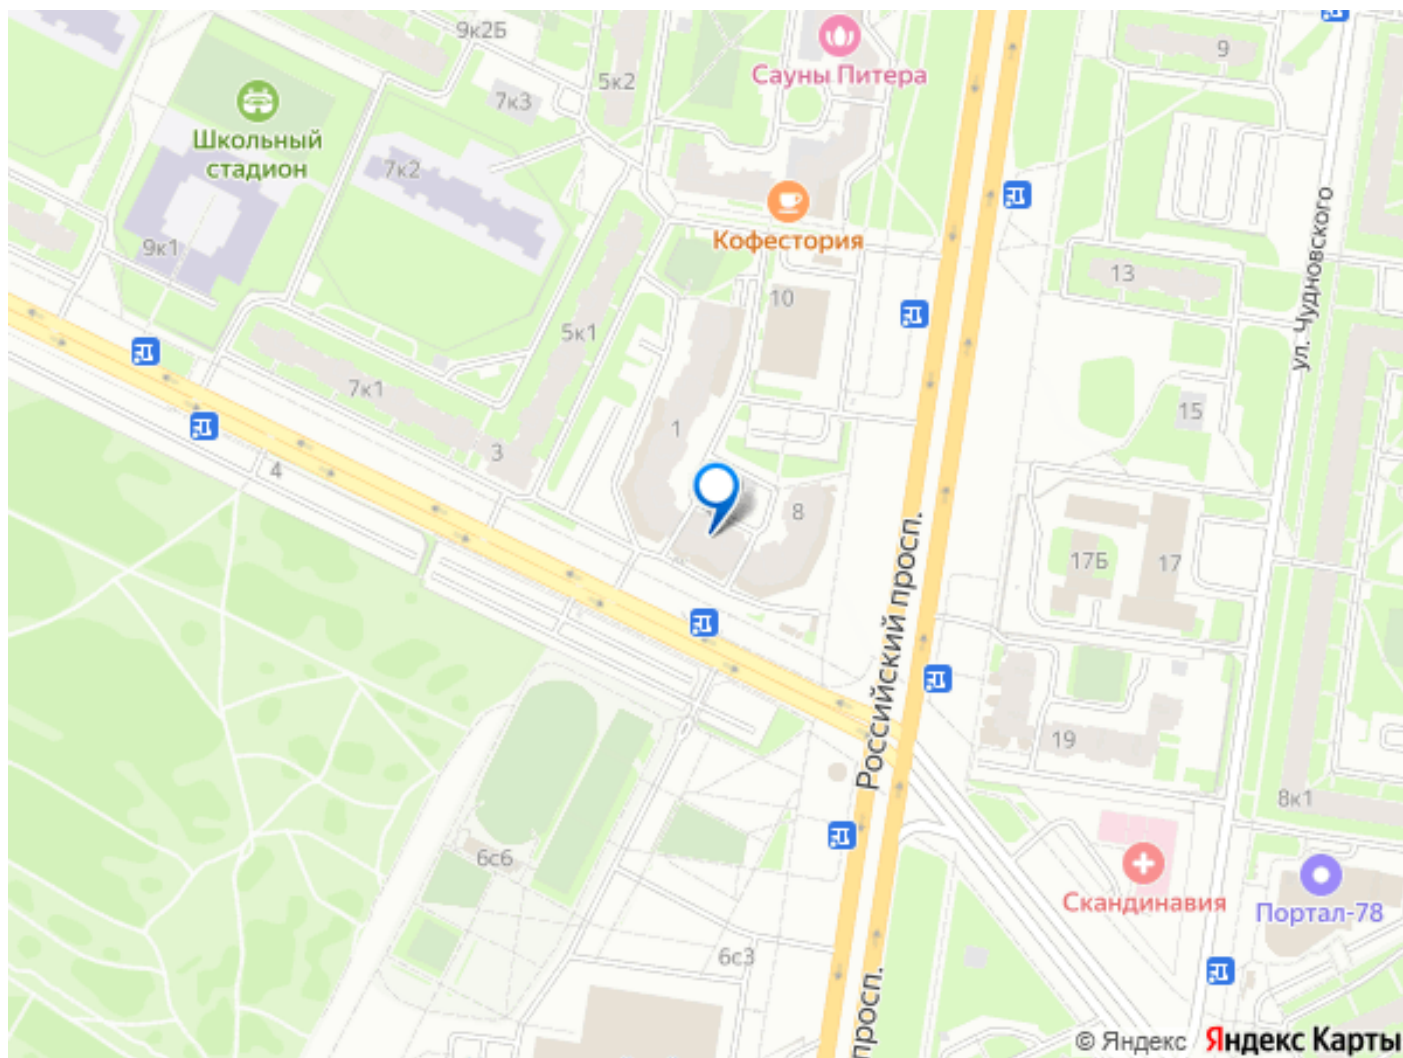 9к2Б
9
5к2
Сауны Питера
7к3
Школьный
стадион
7к2
Кофестория
9к1
13
10
ул. Чудновского
5к1
7к1
15
1
3
4
8
17Б
17
Российский просп.
19
8к1
6с6
Скандинавия
Портал-78
6с3
просп.
© Яндекс Яндекс Карты